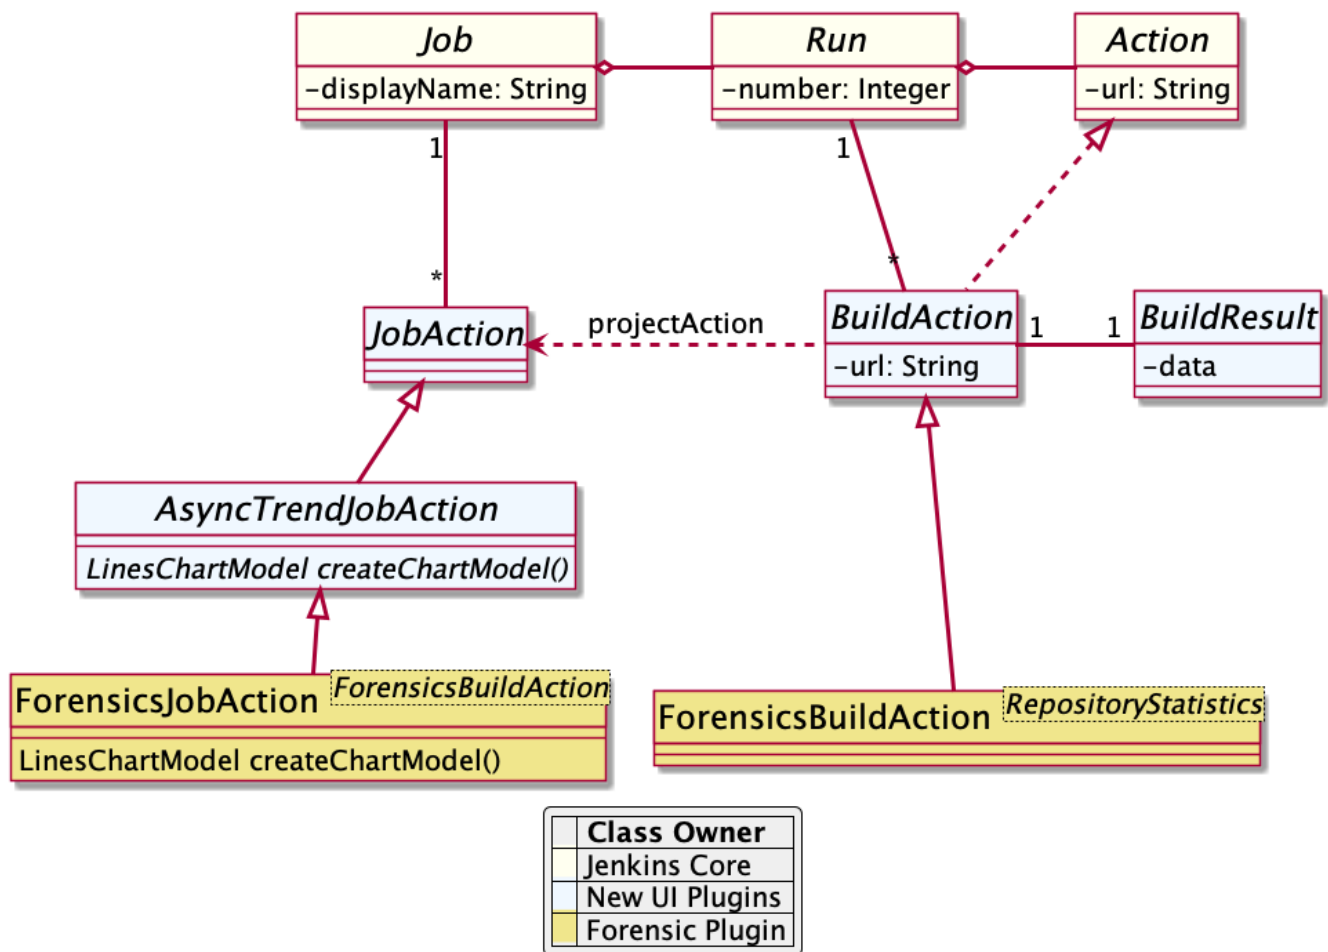 Job
-displayName: String
Run
-number: Integer
Action
-url: String
1
1
*
*
JobAction
projectAction
BuildAction
-url: String
1
1
BuildResult
-data
AsyncTrendJobAction
LinesChartModel createChartModel()
ForensicsJobAction
ForensicsBuildAction
LinesChartModel createChartModel()
ForensicsBuildAction
RepositoryStatistics
Class Owner
Jenkins Core
New UI Plugins
Forensic Plugin